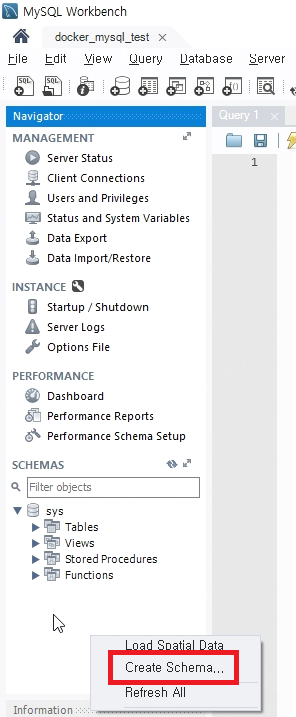 MySQL Workbench
docker_mysql_test
File Edit View Query Database Server
Navigator
Query 1
MANAGEMENT
1
Server Status
Client Connections
Users and Privileges
Status and System Variables
Data Export
Data Import/Restore
INSTANCE
Startup / Shutdown
Server Logs
Options File
PERFORMANCE
Dashboard
Performance Reports
Performance Schema Setup
SCHEMAS
Filter objects
sys
Tables
Views
Stored Procedures
Functions
Load Spatial Data
Create Schema...
Refresh All
Information